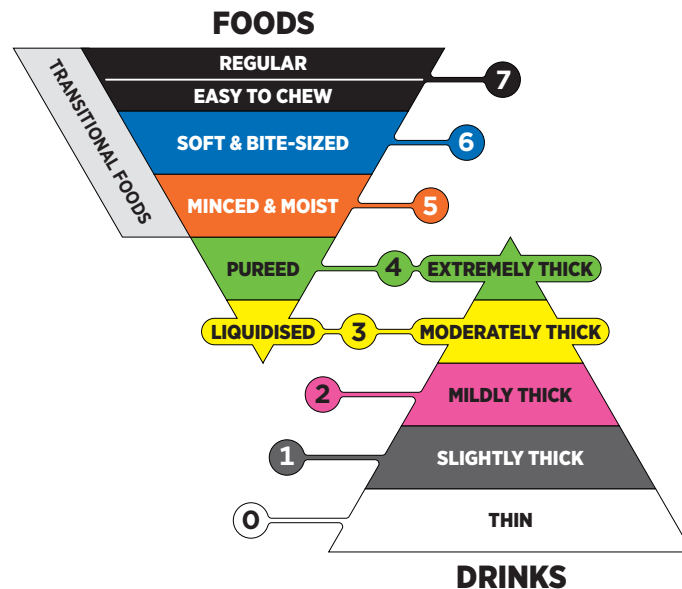 FOODS
REGULAR
7
EASY TO CHEW
TRANSITIONAL FOODS
SOFT & BITE-SIZED
6
MINCED & MOIST
5
PUREED
4
EXTREMELY THICK
LIQUIDISED
3
MODERATELY THICK
2
MILDLY THICK
1
SLIGHTLY THICK
0
THIN
DRINKS